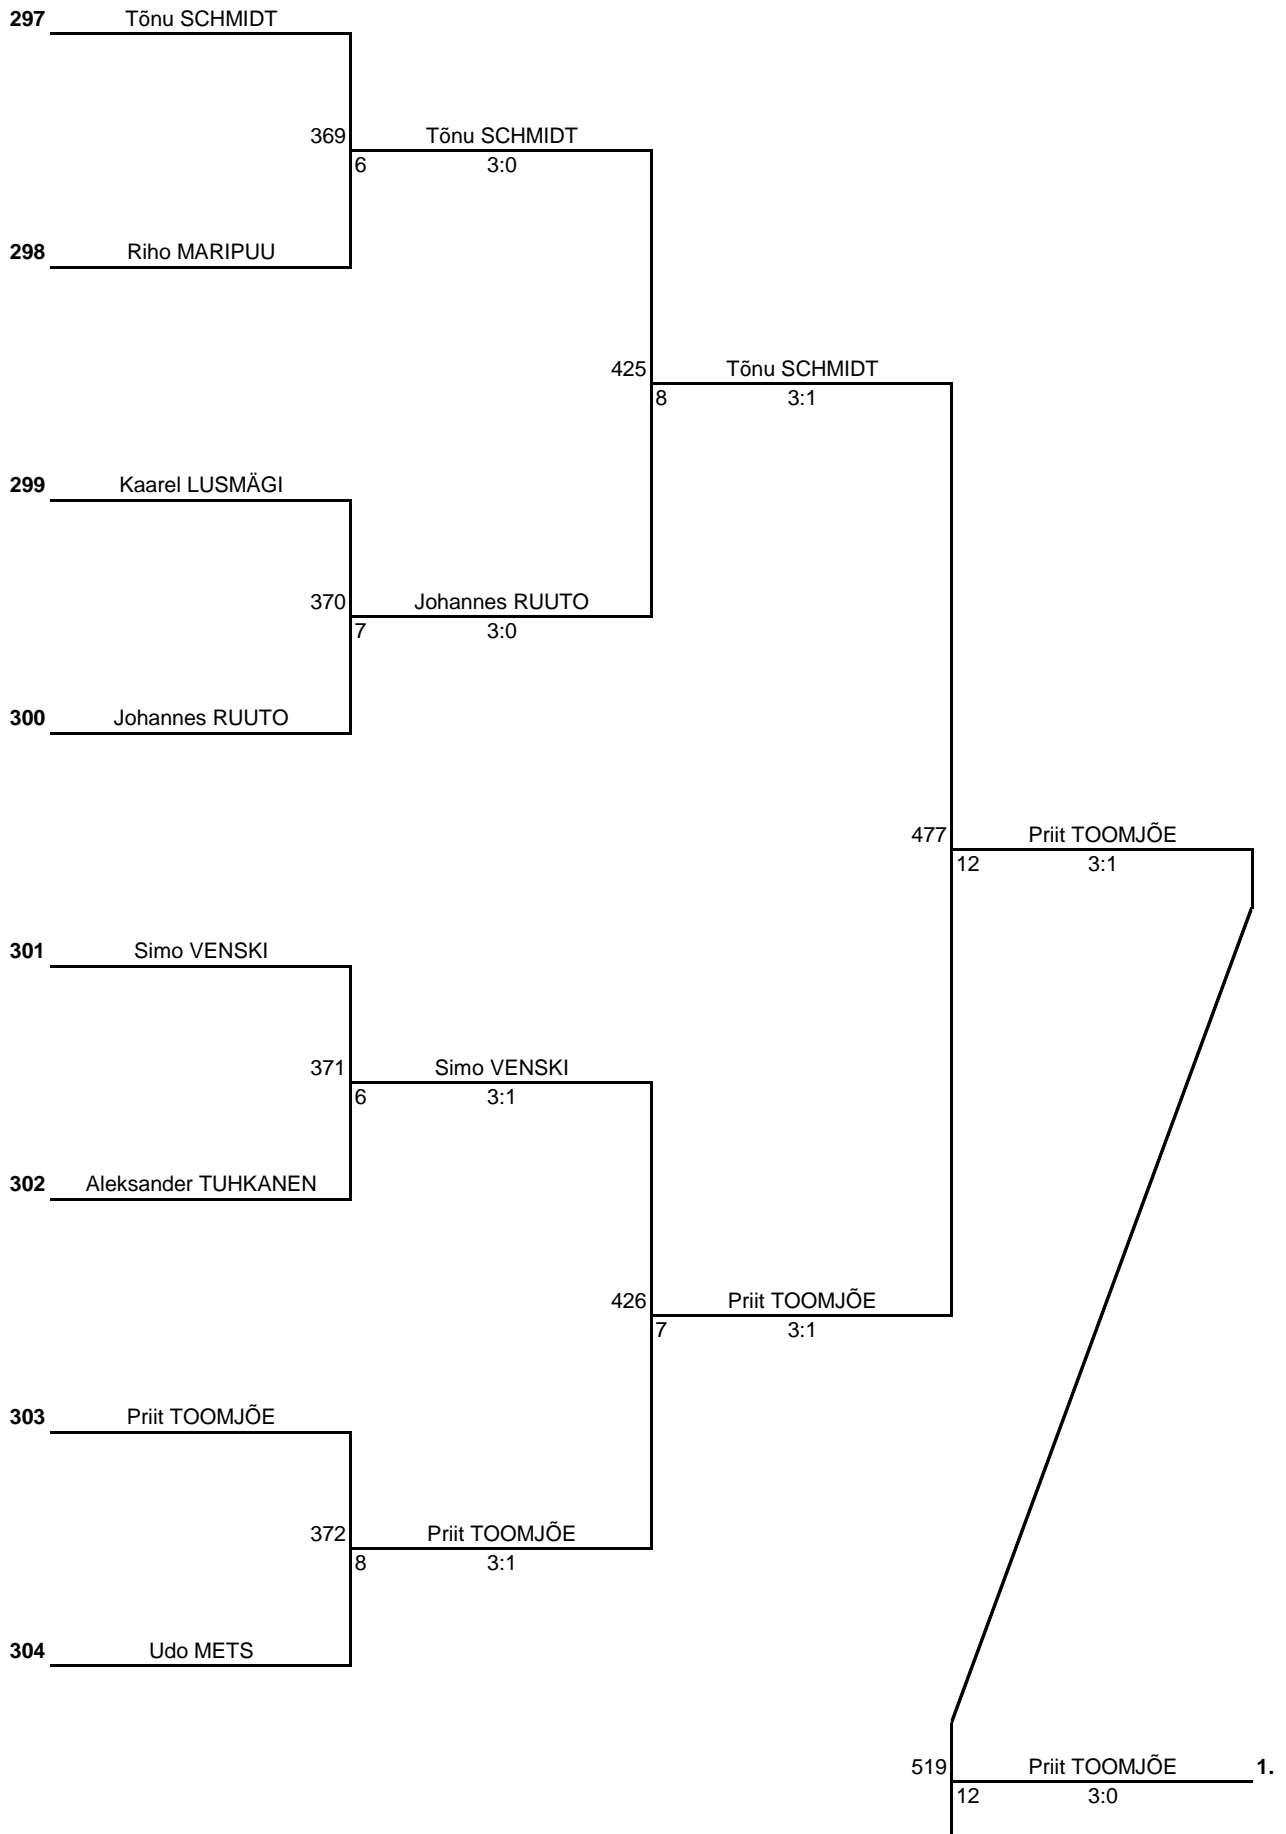 297 Tõnu SCHMIDT
369 Tõnu SCHMIDT
6 3:0
298 Riho MARIPUU
425 Tõnu SCHMIDT
8 3:1
299 Kaarel LUSMÄGI
370 Johannes RUUTO
7 3:0
300 Johannes RUUTO
477 Priit TOOMJÕE
12 3:1
301 Simo VENSKI
371 Simo VENSKI
6 3:1
302 Aleksander TUHKANEN
426 Priit TOOMJÕE
7 3:1
303 Priit TOOMJÕE
372 Priit TOOMJÕE
8 3:1
304 Udo METS
519 Priit TOOMJÕE 1.
12 3:0